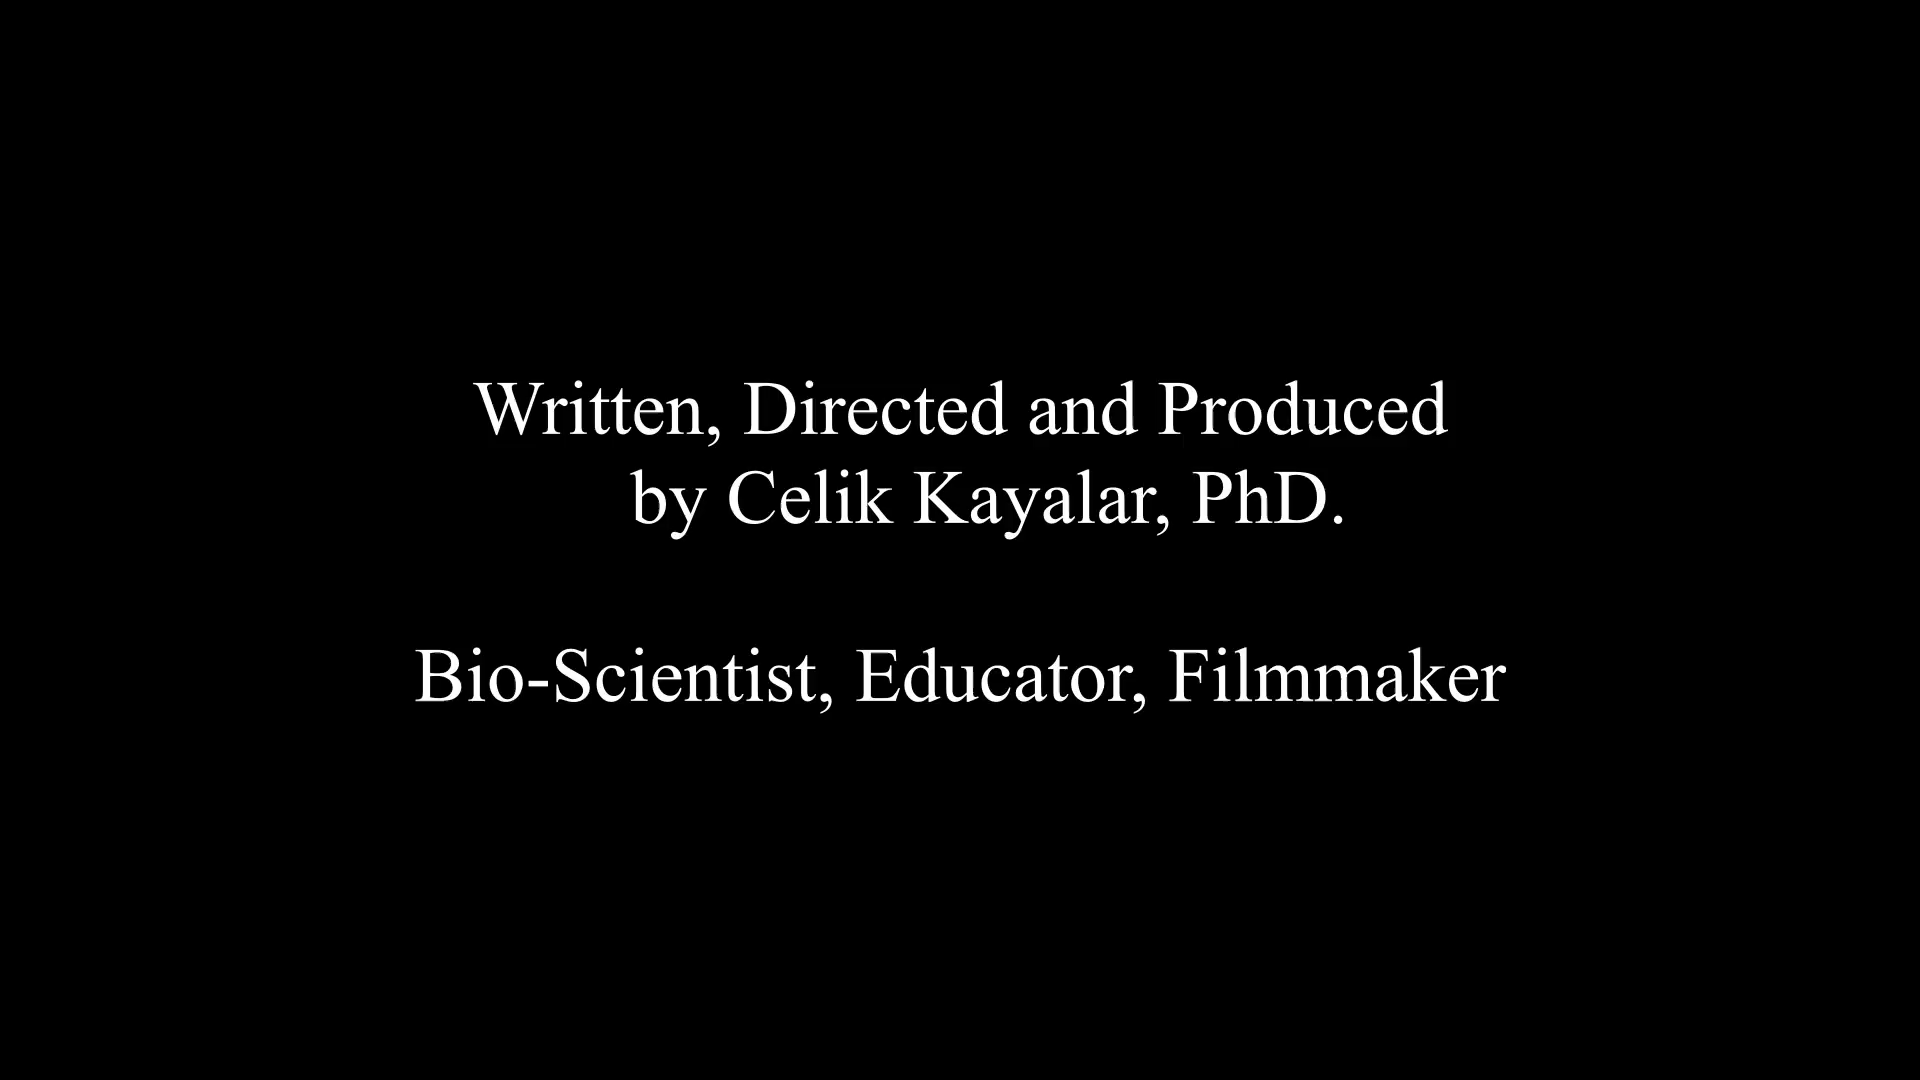 Written, Directed and Produced
by Celik Kayalar, PhD.
Bio-Scientist, Educator, Filmmaker